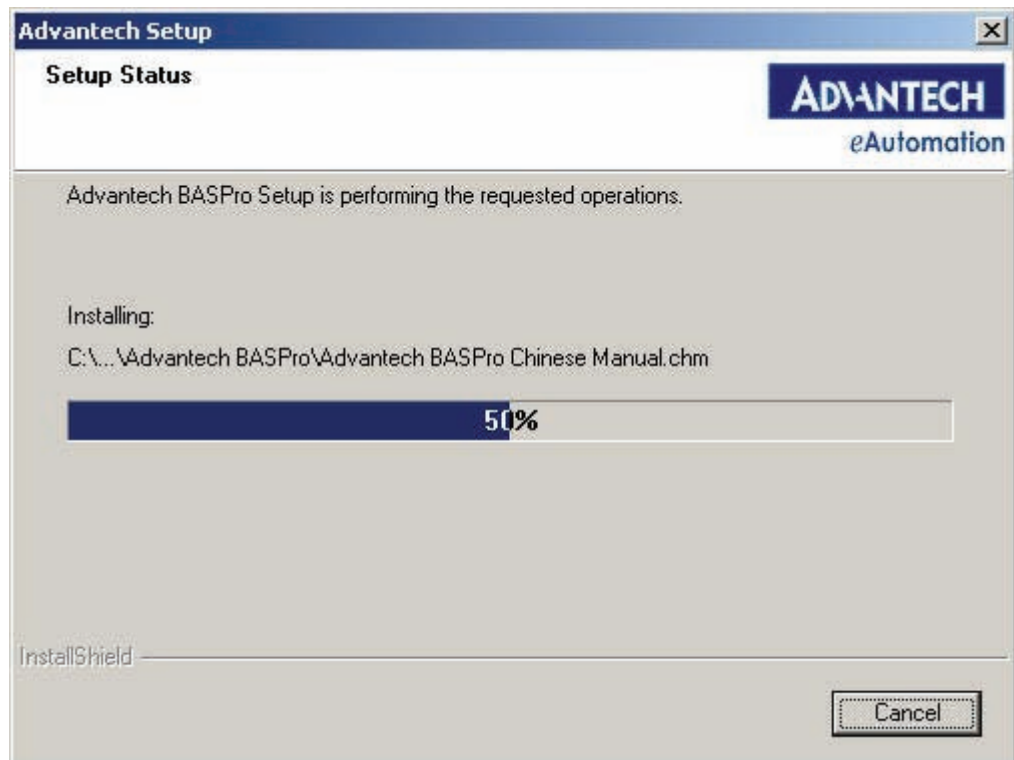 Advantech Setup
Setup Status
ADVANTECH
eAutomation
Advantech BASPro Setup is performing the requested operations.
Installing:
C:\...\Advantech BASPro\Advantech BASPro Chinese Manual.chm
50%
InstallShield
Cancel